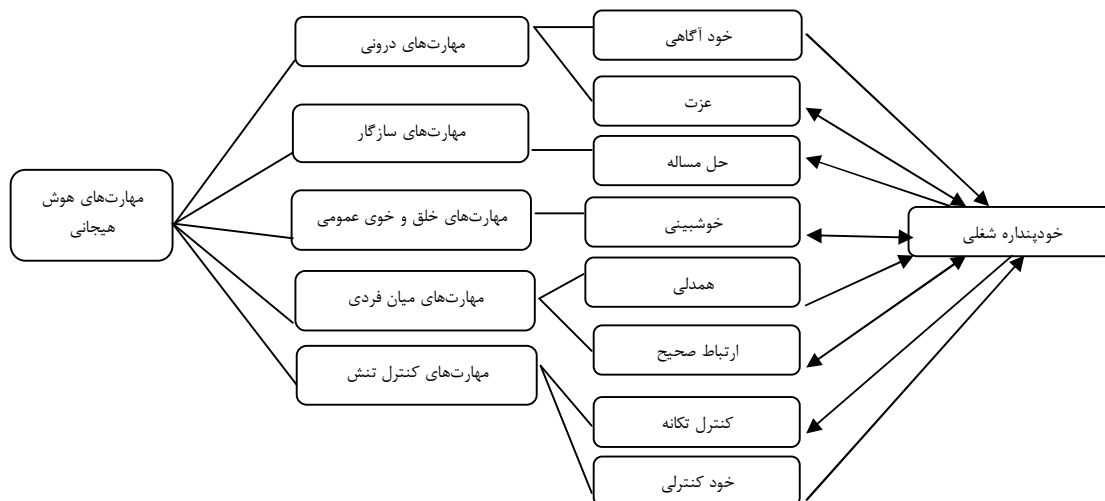 مهارت‌های هوش
هیجانی
مهارت‌های درونی
مهارت‌های سازگار
مهارت‌های خلق و خوی عمومی
مهارت‌های میان فردی
مهارت‌های کنترل تنش
خود آگاهی
عزت
حل مساله
خوشبینی
همدلی
ارتباط صحیح
کنترل تکانه
خود کنترلی
خودپنداره شغلی